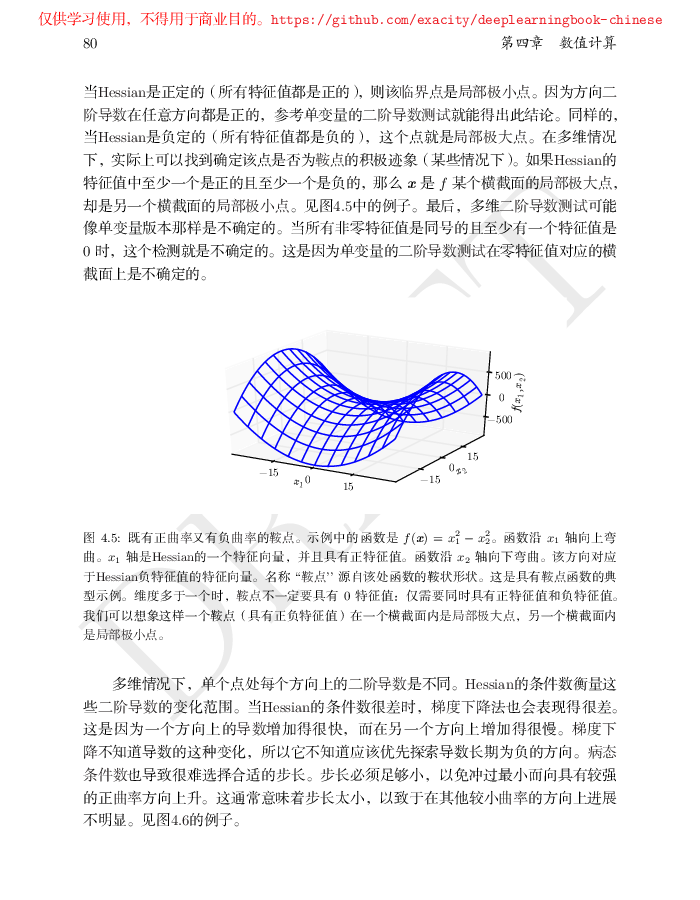 仅供学习使用，不得用于商业目的。https://github.com/exacity/deeplearningbook-chinese
80 第四章 数值计算
当Hessian是正定的（所有特征值都是正的），则该临界点是局部极小点。因为方向二
阶导数在任意方向都是正的，参考单变量的二阶导数测试就能得出此结论。同样的，
当Hessian是负定的（所有特征值都是负的），这个点就是局部极大点。在多维情况
下，实际上可以找到确定该点是否为鞍点的积极迹象（某些情况下）。如果Hessian的
特征值中至少一个是正的且至少一个是负的，那么 x 是 f 某个横截面的局部极大点，
却是另一个横截面的局部极小点。见图4.5中的例子。最后，多维二阶导数测试可能
像单变量版本那样是不确定的。当所有非零特征值是同号的且至少有一个特征值是
0 时，这个检测就是不确定的。这是因为单变量的二阶导数测试在零特征值对应的横
截面上是不确定的。
500
0
−500
f(x₁,x₂)
−15
x₁ 0
15
−15
0 x₂
15
图 4.5: 既有正曲率又有负曲率的鞍点。示例中的函数是 f(x) = x₁² − x₂²。函数沿 x₁ 轴向上弯
曲。x₁ 轴是Hessian的一个特征向量，并且具有正特征值。函数沿 x₂ 轴向下弯曲。该方向对应
于Hessian负特征值的特征向量。名称 “鞍点’’ 源自该处函数的鞍状形状。这是具有鞍点函数的典
型示例。维度多于一个时，鞍点不一定要具有 0 特征值：仅需要同时具有正特征值和负特征值。
我们可以想象这样一个鞍点（具有正负特征值）在一个横截面内是局部极大点，另一个横截面内
是局部极小点。
多维情况下，单个点处每个方向上的二阶导数是不同。Hessian的条件数衡量这
些二阶导数的变化范围。当Hessian的条件数很差时，梯度下降法也会表现得很差。
这是因为一个方向上的导数增加得很快，而在另一个方向上增加得很慢。梯度下
降不知道导数的这种变化，所以它不知道应该优先探索导数长期为负的方向。病态
条件数也导致很难选择合适的步长。步长必须足够小，以免冲过最小而向具有较强
的正曲率方向上升。这通常意味着步长太小，以致于在其他较小曲率的方向上进展
不明显。见图4.6的例子。
DRAFT